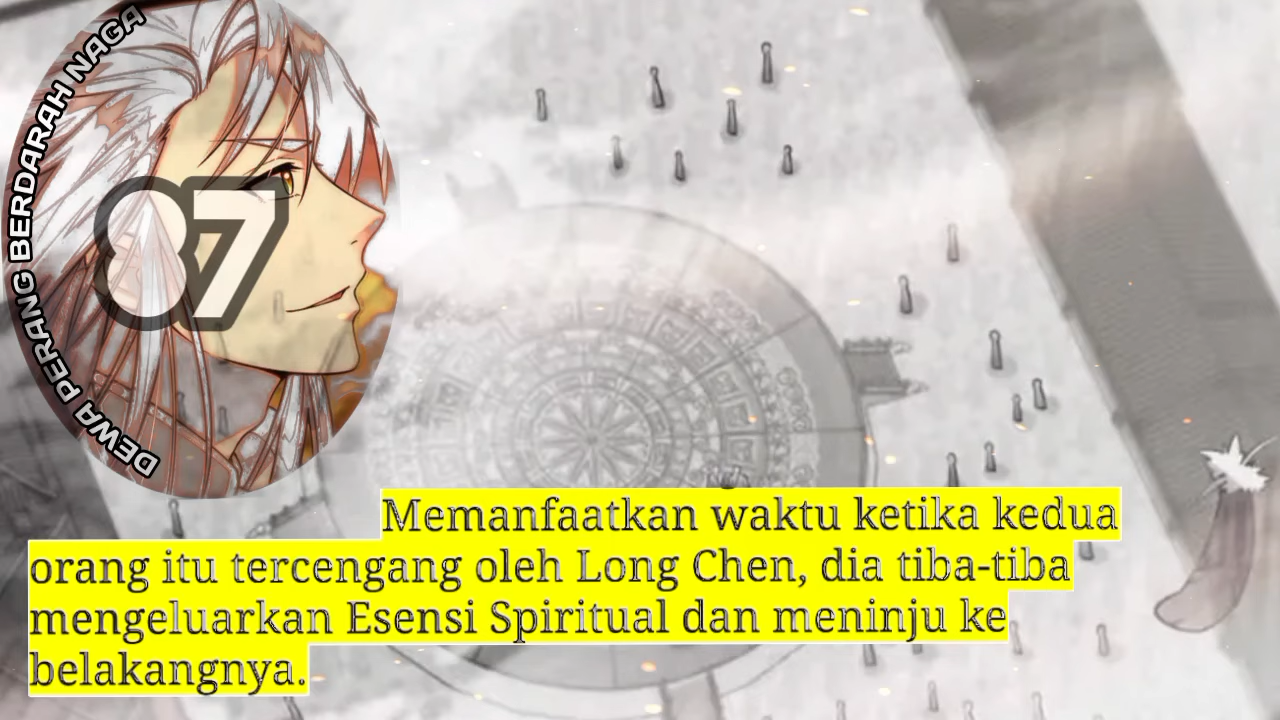 DEWA PERANG BERDARAH NAGA
87
Memanfaatkan waktu ketika kedua
orang itu tercengang oleh Long Chen, dia tiba-tiba
mengeluarkan Esensi Spiritual dan meninju ke
belakangnya.